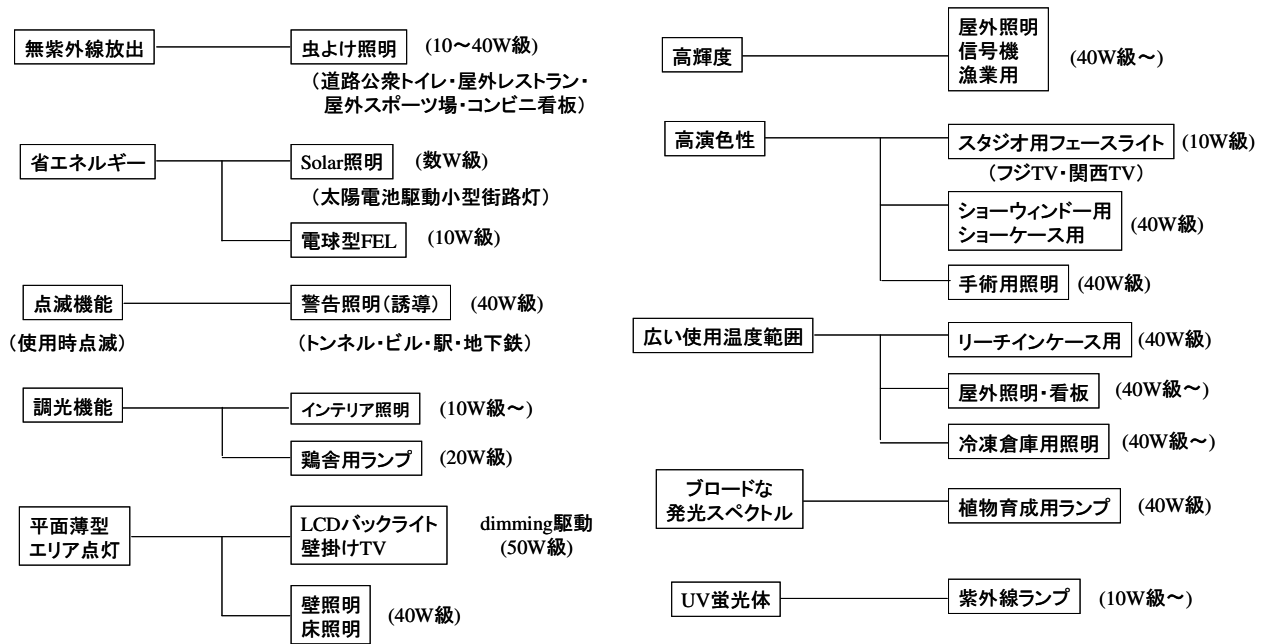 無紫外線放出
虫よけ照明 (10～40W級)
(道路公衆トイレ・屋外レストラン・
屋外スポーツ場・コンビニ看板)
省エネルギー
Solar照明 (数W級)
(太陽電池駆動小型街路灯)
電球型FEL (10W級)
点滅機能
(使用時点滅)
警告照明(誘導) (40W級)
(トンネル・ビル・駅・地下鉄)
調光機能
インテリア照明 (10W級～)
鶏舎用ランプ (20W級)
平面薄型
エリア点灯
LCDバックライト
壁掛けTV
dimming駆動
(50W級)
壁照明
床照明
(40W級)
高輝度
屋外照明
信号機
漁業用
(40W級～)
高演色性
スタジオ用フェースライト (10W級)
(フジTV・関西TV)
ショーウィンドー用
ショーケース用
(40W級)
手術用照明 (40W級)
広い使用温度範囲
リーチインケース用 (40W級)
屋外照明・看板 (40W級～)
冷凍倉庫用照明 (40W級～)
ブロードな
発光スペクトル
植物育成用ランプ (40W級)
UV蛍光体
紫外線ランプ (10W級～)